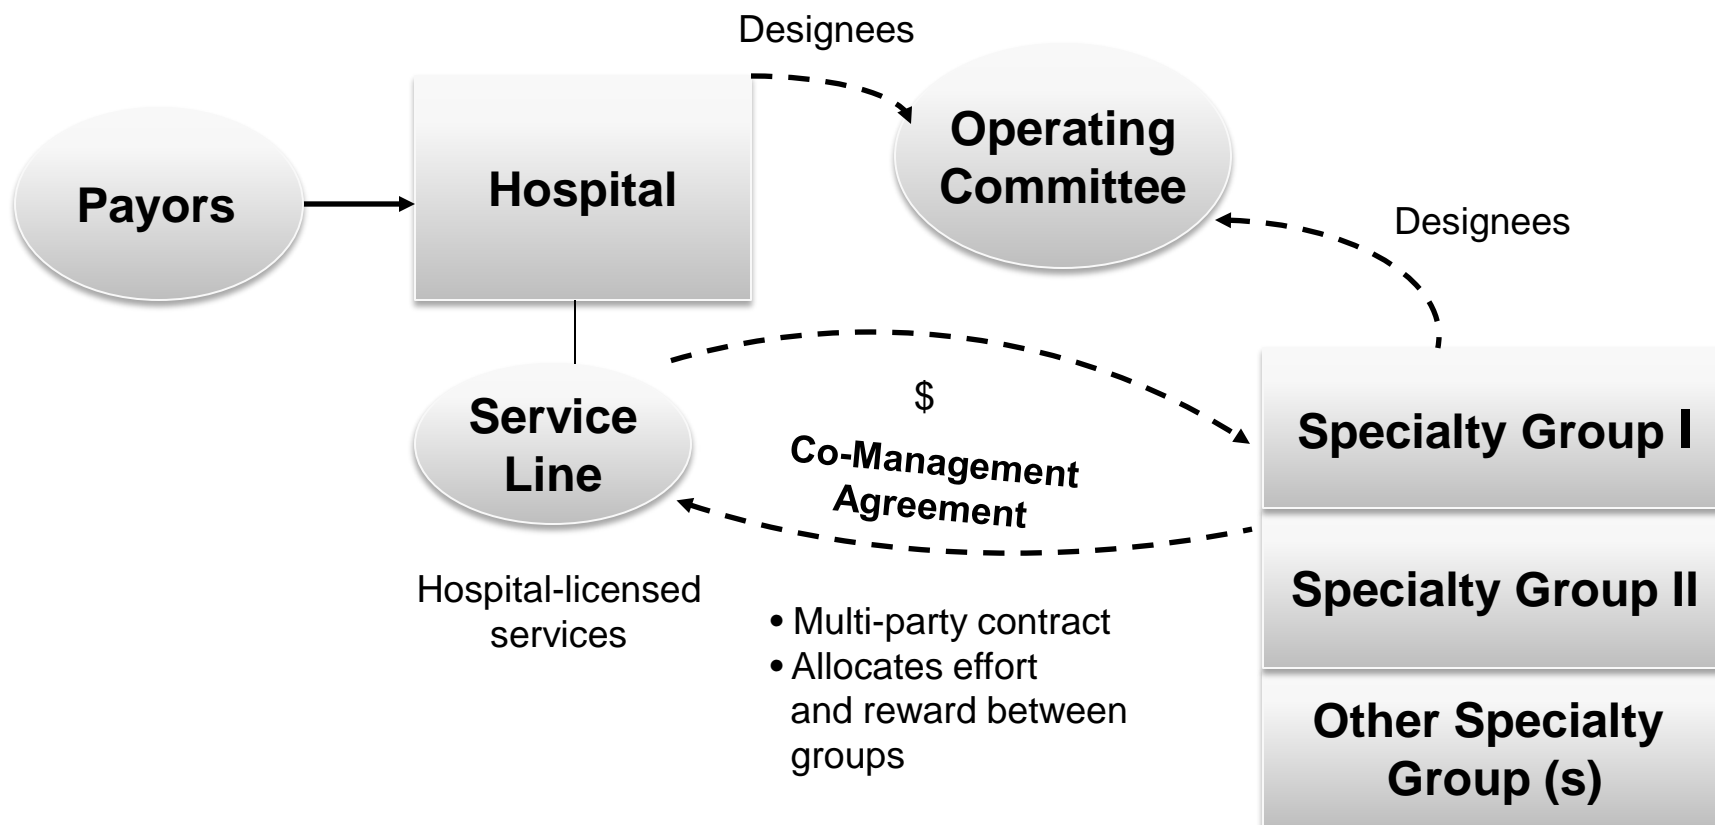 Designees
Payors
Hospital
Operating
Committee
Designees
Service
Line
$
Co-Management
Agreement
Specialty Group I
Specialty Group II
Other Specialty
Group (s)
Hospital-licensed
services
• Multi-party contract
• Allocates effort
and reward between
groups